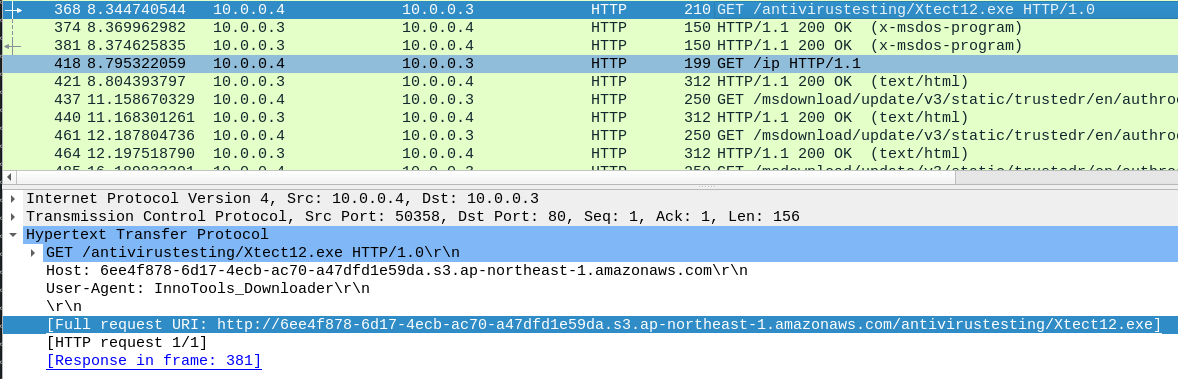 368 8.344740544 10.0.0.4 10.0.0.3 HTTP 210 GET /antivirustesting/Xtect12.exe HTTP/1.0
374 8.369962982 10.0.0.3 10.0.0.4 HTTP 150 HTTP/1.1 200 OK (x-msdos-program)
381 8.374625835 10.0.0.3 10.0.0.4 HTTP 150 HTTP/1.1 200 OK (x-msdos-program)
418 8.795322059 10.0.0.4 10.0.0.3 HTTP 199 GET /ip HTTP/1.1
421 8.804393797 10.0.0.3 10.0.0.4 HTTP 312 HTTP/1.1 200 OK (text/html)
437 11.158670329 10.0.0.4 10.0.0.3 HTTP 250 GET /msdownload/update/v3/static/trustedr/en/authro
440 11.168301261 10.0.0.3 10.0.0.4 HTTP 312 HTTP/1.1 200 OK (text/html)
461 12.187804736 10.0.0.4 10.0.0.3 HTTP 250 GET /msdownload/update/v3/static/trustedr/en/authro
464 12.197518790 10.0.0.3 10.0.0.4 HTTP 312 HTTP/1.1 200 OK (text/html)
10.0.0.4 10.0.0.3 HTTP 250 GET /msdownload/update/v3/static/trustedr/en/authro
Internet Protocol Version 4, Src: 10.0.0.4, Dst: 10.0.0.3
Transmission Control Protocol, Src Port: 50358, Dst Port: 80, Seq: 1, Ack: 1, Len: 156
Hypertext Transfer Protocol
GET /antivirustesting/Xtect12.exe HTTP/1.0\r\n
Host: 6ee4f878-6d17-4ecb-ac70-a47dfd1e59da.s3.ap-northeast-1.amazonaws.com\r\n
User-Agent: InnoTools_Downloader\r\n
\r\n
[Full request URI: http://6ee4f878-6d17-4ecb-ac70-a47dfd1e59da.s3.ap-northeast-1.amazonaws.com/antivirustesting/Xtect12.exe]
[HTTP request 1/1]
[Response in frame: 381]